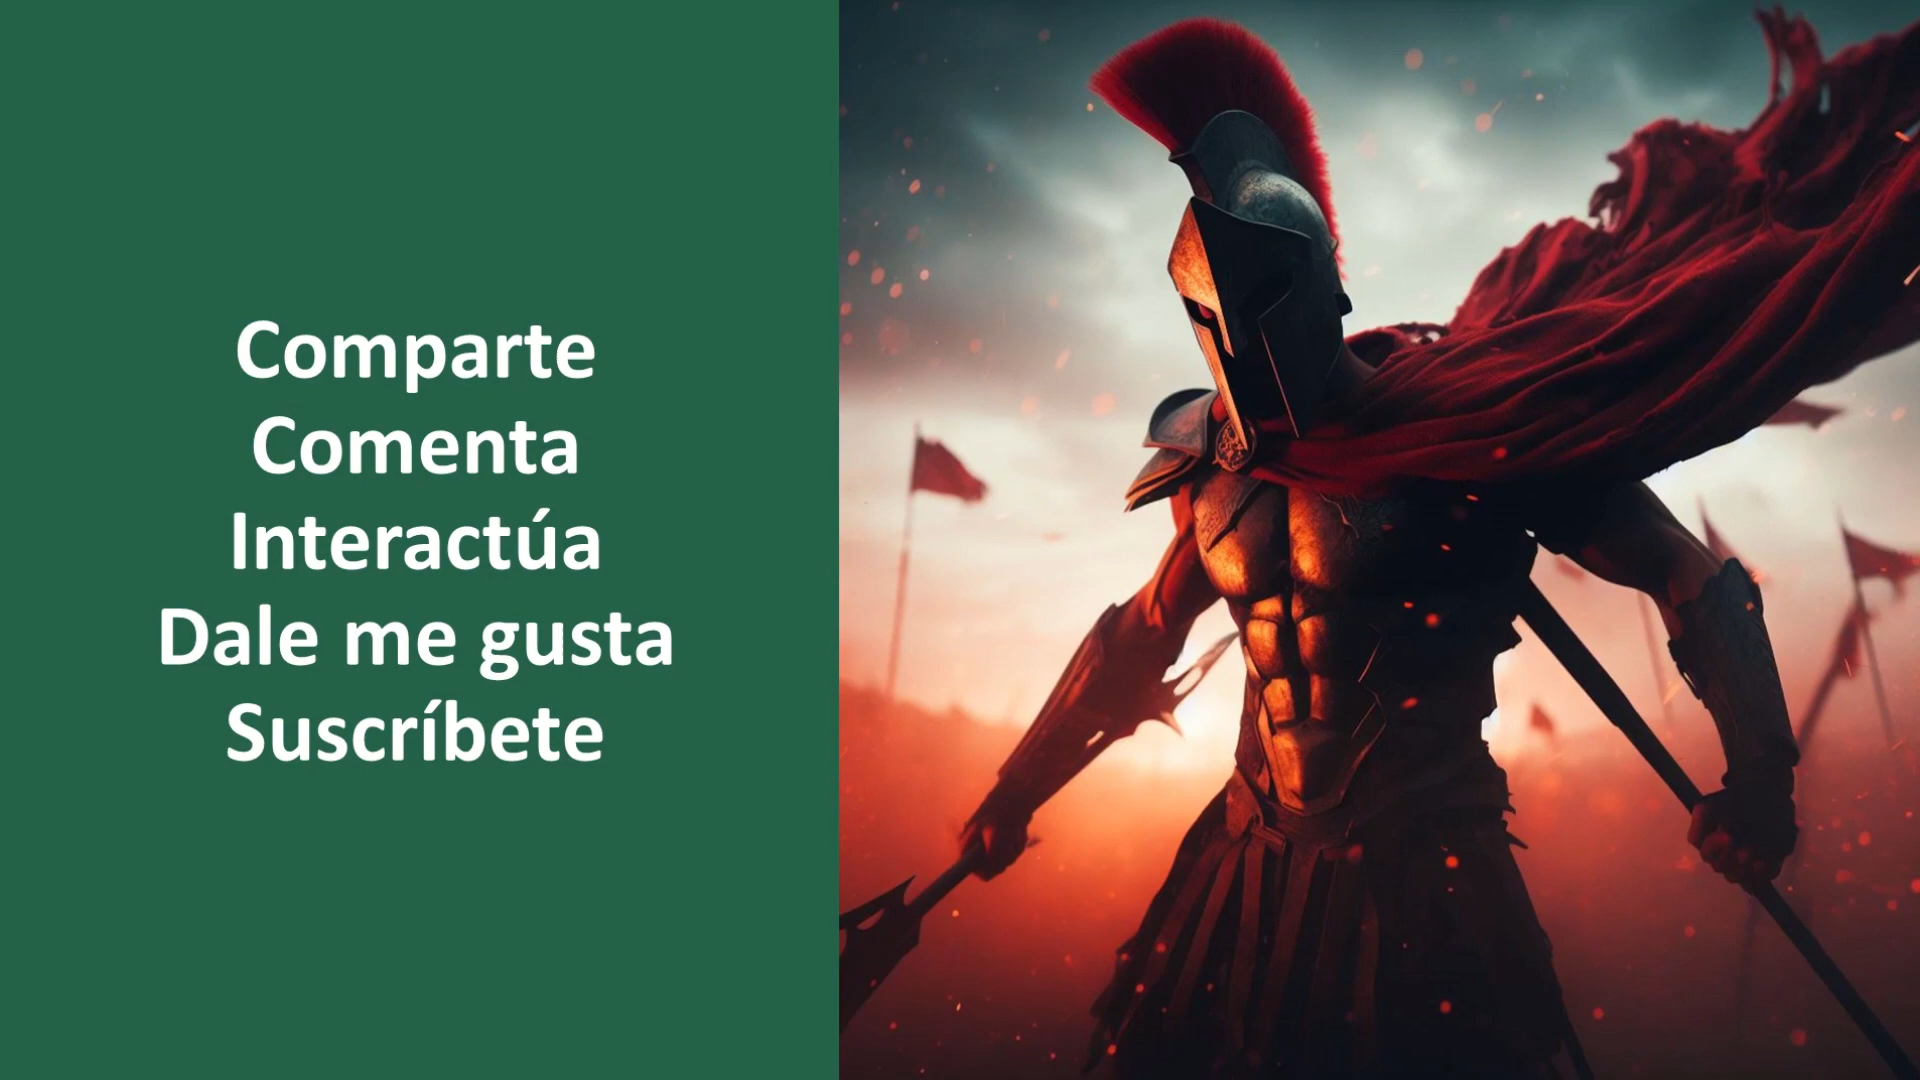 Comparte
Comenta
Interactúa
Dale me gusta
Suscríbete